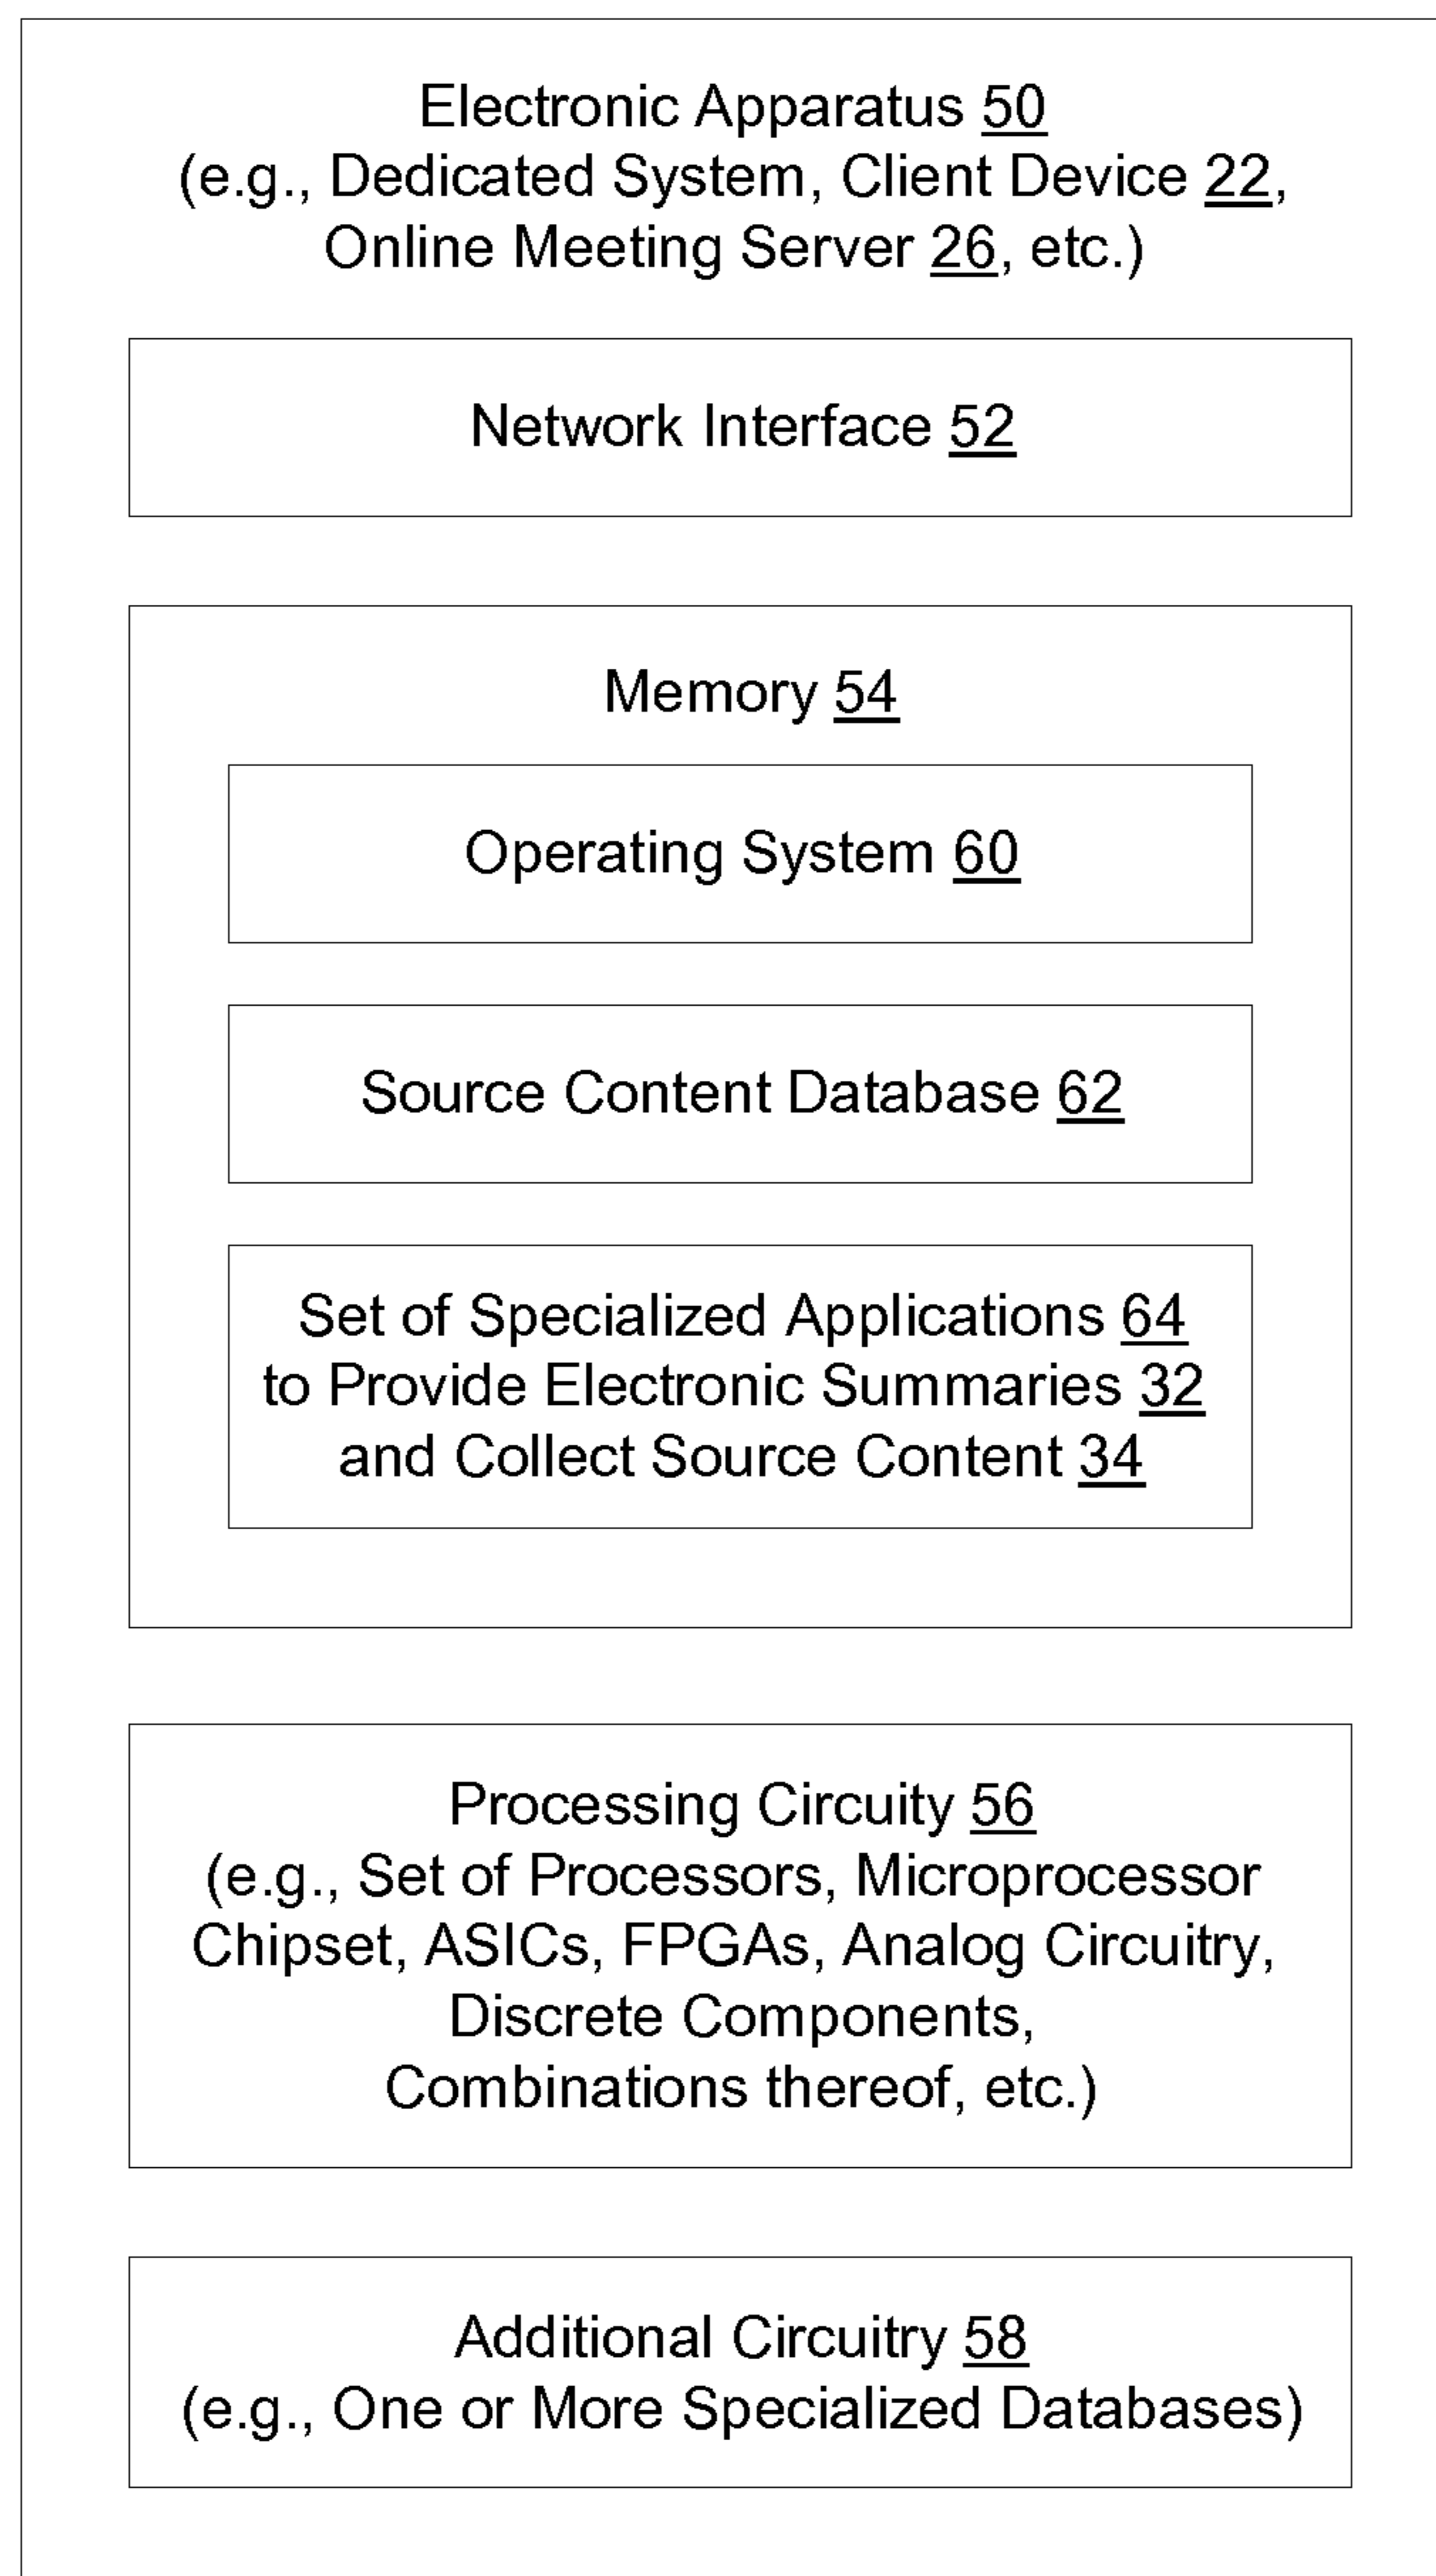 Electronic Apparatus 50
(e.g., Dedicated System, Client Device 22,
Online Meeting Server 26, etc.)
Network Interface 52
Memory 54
Operating System 60
Source Content Database 62
Set of Specialized Applications 64
to Provide Electronic Summaries 32
and Collect Source Content 34
Processing Circuity 56
(e.g., Set of Processors, Microprocessor
Chipset, ASICs, FPGAs, Analog Circuitry,
Discrete Components,
Combinations thereof, etc.)
Additional Circuitry 58
(e.g., One or More Specialized Databases)